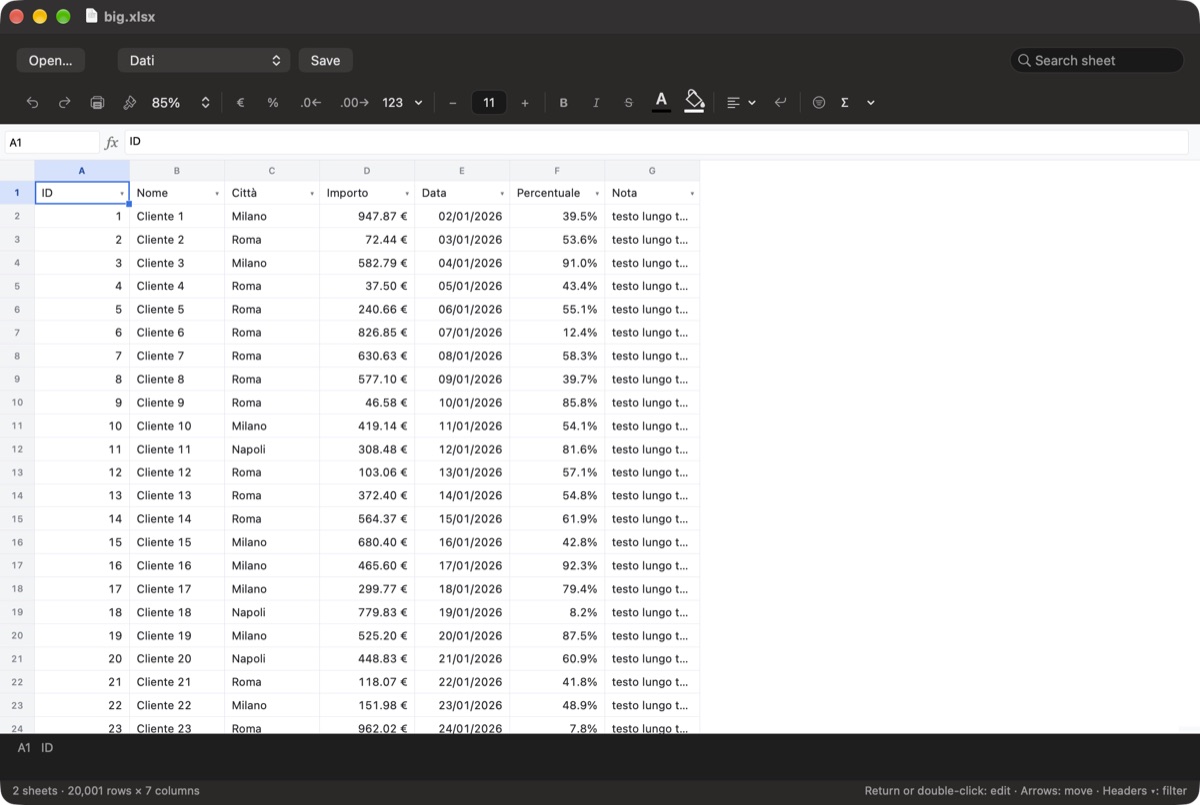 big.xlsx
Open... Dati Save Search sheet
85% € % .0← .00→ 123 − 11 + B I S A Σ
A1 fx ID
A B C D E F G
1 ID Nome Città Importo Data Percentuale Nota
2 1 Cliente 1 Milano 947.87 € 02/01/2026 39.5% testo lungo t...
3 2 Cliente 2 Roma 72.44 € 03/01/2026 53.6% testo lungo t...
4 3 Cliente 3 Milano 582.79 € 04/01/2026 91.0% testo lungo t...
5 4 Cliente 4 Roma 37.50 € 05/01/2026 43.4% testo lungo t...
6 5 Cliente 5 Roma 240.66 € 06/01/2026 55.1% testo lungo t...
7 6 Cliente 6 Roma 826.85 € 07/01/2026 12.4% testo lungo t...
8 7 Cliente 7 Roma 630.63 € 08/01/2026 58.3% testo lungo t...
9 8 Cliente 8 Roma 577.10 € 09/01/2026 39.7% testo lungo t...
10 9 Cliente 9 Roma 46.58 € 10/01/2026 85.8% testo lungo t...
11 10 Cliente 10 Milano 419.14 € 11/01/2026 54.1% testo lungo t...
12 11 Cliente 11 Napoli 308.48 € 12/01/2026 81.6% testo lungo t...
13 12 Cliente 12 Roma 103.06 € 13/01/2026 57.1% testo lungo t...
14 13 Cliente 13 Roma 372.40 € 14/01/2026 54.8% testo lungo t...
15 14 Cliente 14 Roma 564.37 € 15/01/2026 61.9% testo lungo t...
16 15 Cliente 15 Milano 680.40 € 16/01/2026 42.8% testo lungo t...
17 16 Cliente 16 Milano 465.60 € 17/01/2026 92.3% testo lungo t...
18 17 Cliente 17 Milano 299.77 € 18/01/2026 79.4% testo lungo t...
19 18 Cliente 18 Napoli 779.83 € 19/01/2026 8.2% testo lungo t...
20 19 Cliente 19 Milano 525.20 € 20/01/2026 87.5% testo lungo t...
21 20 Cliente 20 Napoli 448.83 € 21/01/2026 60.9% testo lungo t...
22 21 Cliente 21 Roma 118.07 € 22/01/2026 41.8% testo lungo t...
23 22 Cliente 22 Milano 151.98 € 23/01/2026 48.9% testo lungo t...
24 23 Cliente 23 Roma 962.02 € 24/01/2026 7.8% testo lungo t...
A1 ID
2 sheets · 20,001 rows × 7 columns Return or double-click: edit · Arrows: move · Headers ▾: filter